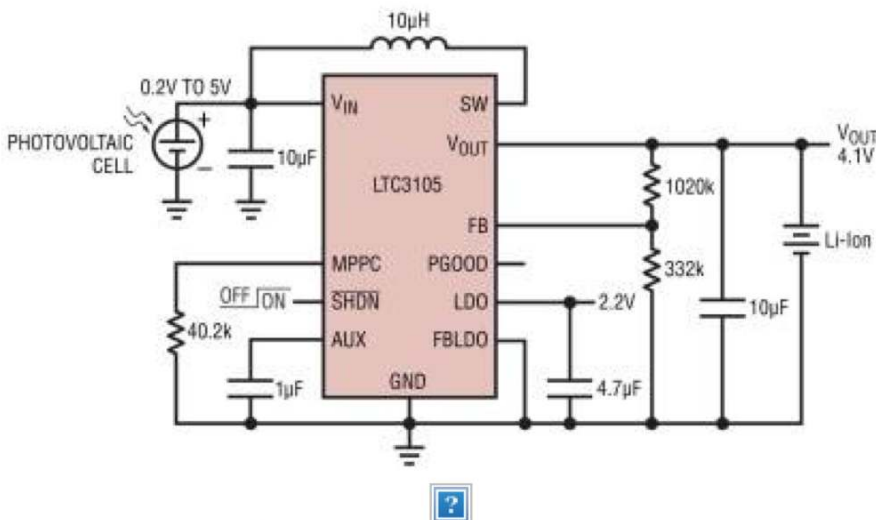 10µH
0.2V TO 5V
PHOTOVOLTAIC
CELL
+
–
10µF
VIN
SW
VOUT
LTC3105
FB
MPPC
PGOOD
SHDN
LDO
AUX
FBLDO
GND
OFF ON
40.2k
1µF
2.2V
4.7µF
1020k
332k
10µF
VOUT
4.1V
Li-Ion
?